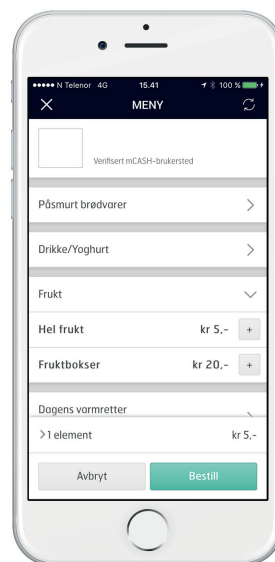 N Telenor 4G 15.41 100 %
MENY
Verifisert mCASH-brukersted
Påsmurt brødvarer
Drikke/Yoghurt
Frukt
Hel frukt kr 5,- +
Fruktbokser kr 20,- +
Dagens varmretter
>1 element kr 5,-
Avbryt Bestill